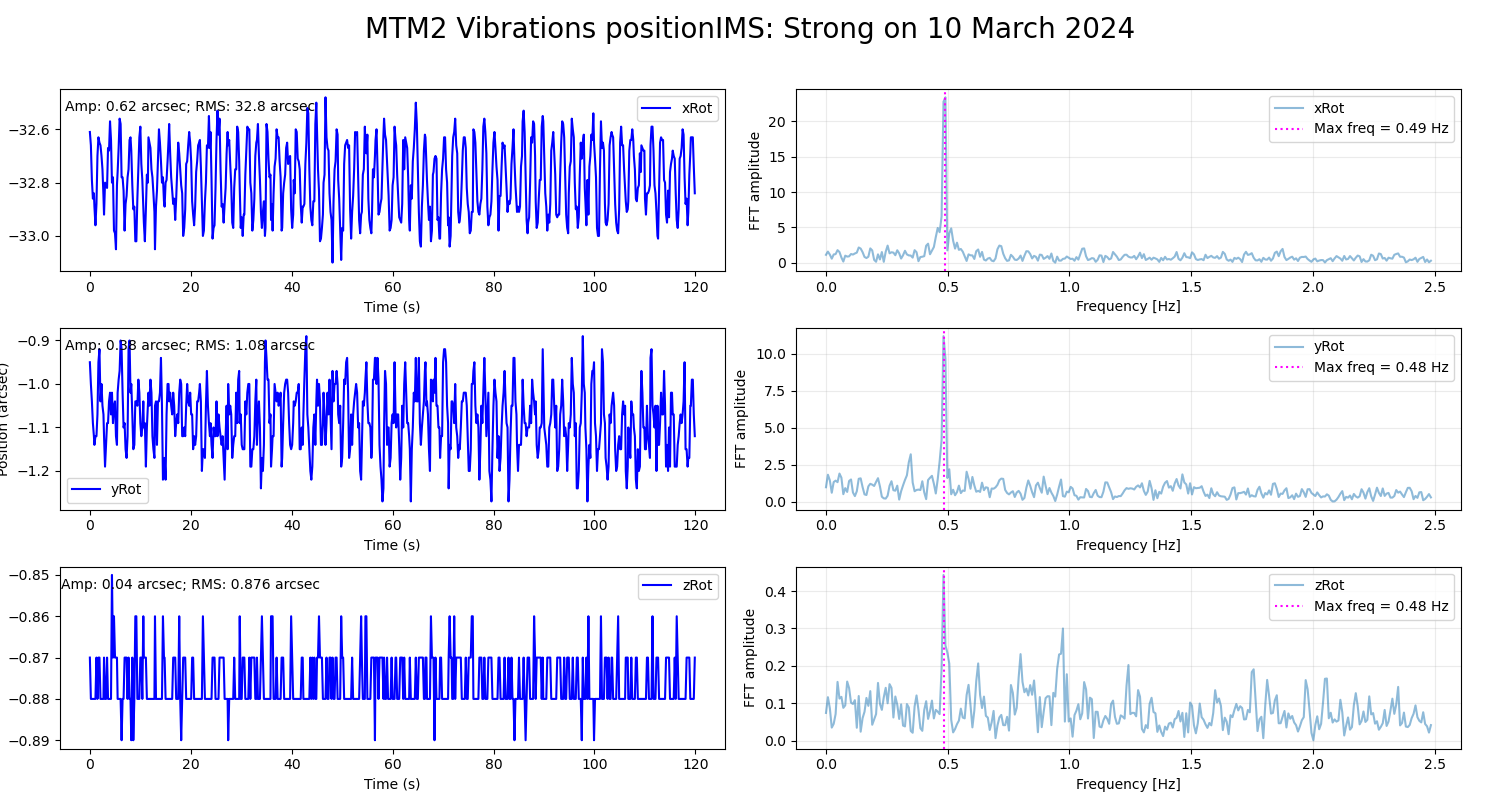 MTM2 Vibrations positionIMS: Strong on 10 March 2024
Amp: 0.62 arcsec; RMS: 32.8 arcsec
xRot
−32.6
−32.8
−33.0
0 20 40 60 80 100 120
Time (s)
xRot
Max freq = 0.49 Hz
FFT amplitude
20
15
10
5
0
0.0 0.5 1.0 1.5 2.0 2.5
Frequency [Hz]
Amp: 0.38 arcsec; RMS: 1.08 arcsec
yRot
Position (arcsec)
−0.9
−1.0
−1.1
−1.2
0 20 40 60 80 100 120
Time (s)
yRot
Max freq = 0.48 Hz
FFT amplitude
10.0
7.5
5.0
2.5
0.0
0.0 0.5 1.0 1.5 2.0 2.5
Frequency [Hz]
Amp: 0.04 arcsec; RMS: 0.876 arcsec
zRot
−0.85
−0.86
−0.87
−0.88
−0.89
0 20 40 60 80 100 120
Time (s)
zRot
Max freq = 0.48 Hz
FFT amplitude
0.4
0.3
0.2
0.1
0.0
0.0 0.5 1.0 1.5 2.0 2.5
Frequency [Hz]